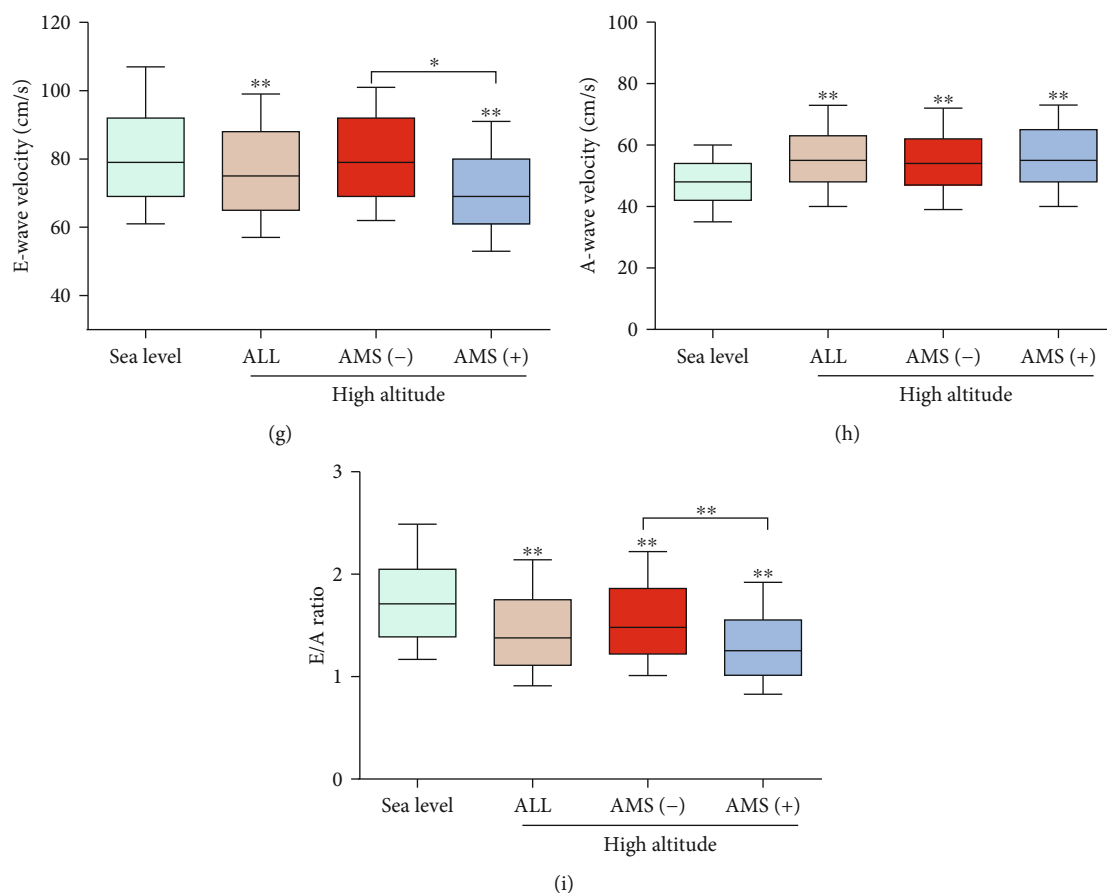 120
100
80
60
40
E-wave velocity (cm/s)
**
*
**
Sea level
ALL
AMS (−)
AMS (+)
High altitude
(g)
100
80
60
40
20
0
A-wave velocity (cm/s)
**
**
**
Sea level
ALL
AMS (−)
AMS (+)
High altitude
(h)
3
2
1
0
E/A ratio
**
**
**
**
Sea level
ALL
AMS (−)
AMS (+)
High altitude
(i)